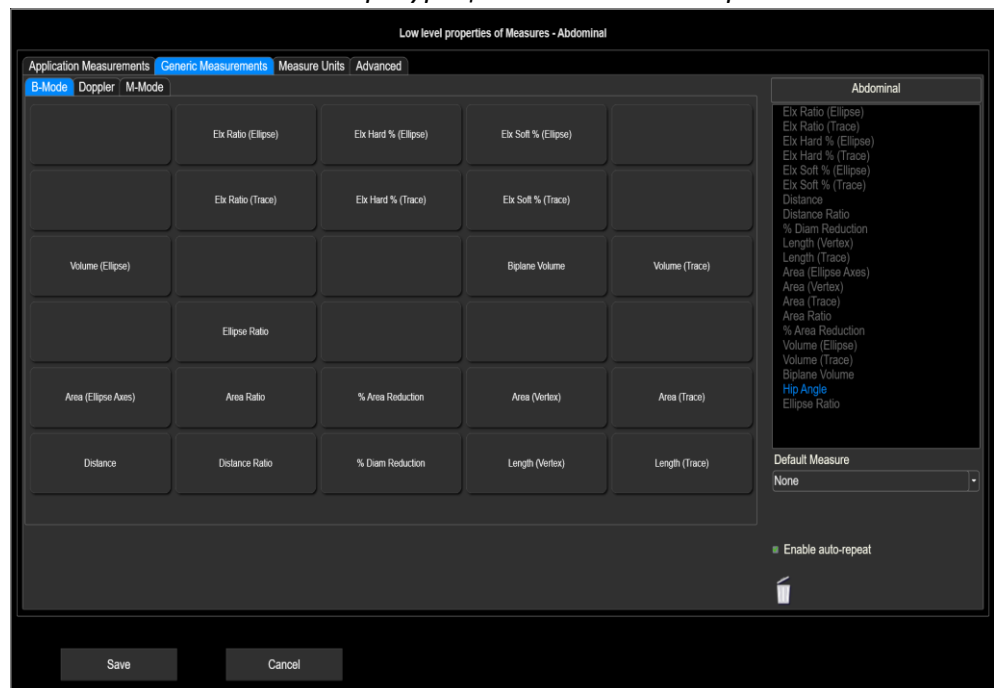 Low level properties of Measures - Abdominal
Application Measurements Generic Measurements Measure Units Advanced
B-Mode Doppler M-Mode
Elx Ratio (Ellipse) Elx Hard % (Ellipse) Elx Soft % (Ellipse)
Elx Ratio (Trace) Elx Hard % (Trace) Elx Soft % (Trace)
Volume (Ellipse) Biplane Volume Volume (Trace)
Ellipse Ratio
Area (Ellipse Axes) Area Ratio % Area Reduction Area (Vertex) Area (Trace)
Distance Distance Ratio % Diam Reduction Length (Vertex) Length (Trace)
Abdominal
Elx Ratio (Ellipse)
Elx Ratio (Trace)
Elx Hard % (Ellipse)
Elx Hard % (Trace)
Elx Soft % (Ellipse)
Elx Soft % (Trace)
Distance
Distance Ratio
% Diam Reduction
Length (Vertex)
Length (Trace)
Area (Ellipse Axes)
Area (Vertex)
Area (Trace)
Area Ratio
% Area Reduction
Volume (Ellipse)
Volume (Trace)
Biplane Volume
Hip Angle
Ellipse Ratio
Default Measure
None
Enable auto-repeat
Save Cancel